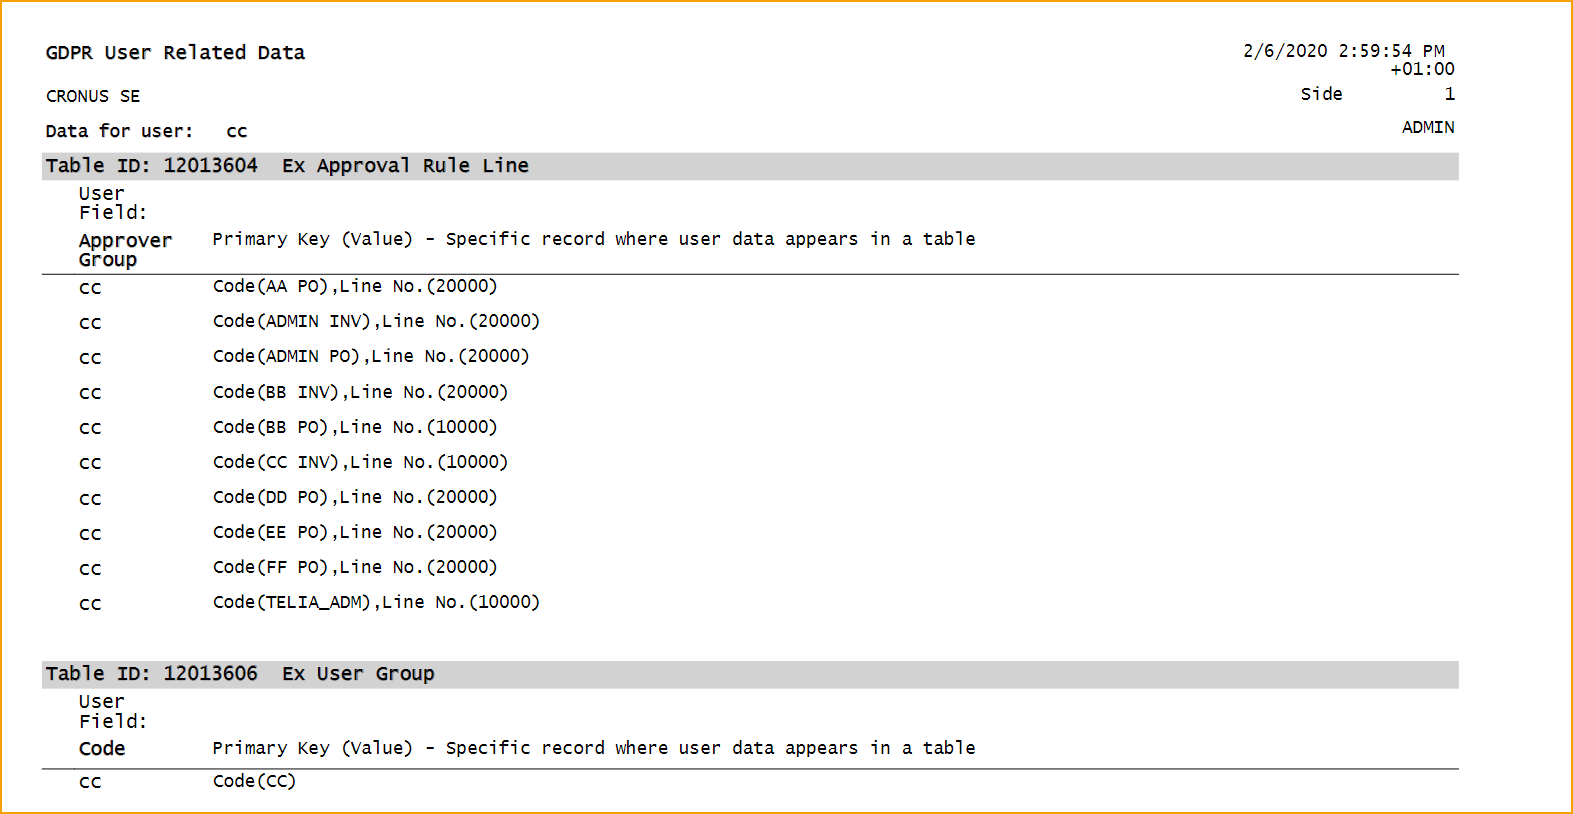 GDPR User Related Data
2/6/2020 2:59:54 PM
+01:00
CRONUS SE
Side 1
Data for user: cc
ADMIN
Table ID: 12013604 Ex Approval Rule Line
User
Field:
Approver
Group
Primary Key (Value) - Specific record where user data appears in a table
cc Code(AA PO),Line No.(20000)
cc Code(ADMIN INV),Line No.(20000)
cc Code(ADMIN PO),Line No.(20000)
cc Code(BB INV),Line No.(20000)
cc Code(BB PO),Line No.(10000)
cc Code(CC INV),Line No.(10000)
cc Code(DD PO),Line No.(20000)
cc Code(EE PO),Line No.(20000)
cc Code(FF PO),Line No.(20000)
cc Code(TELIA_ADM),Line No.(10000)
Table ID: 12013606 Ex User Group
User
Field:
Code Primary Key (Value) - Specific record where user data appears in a table
cc Code(CC)